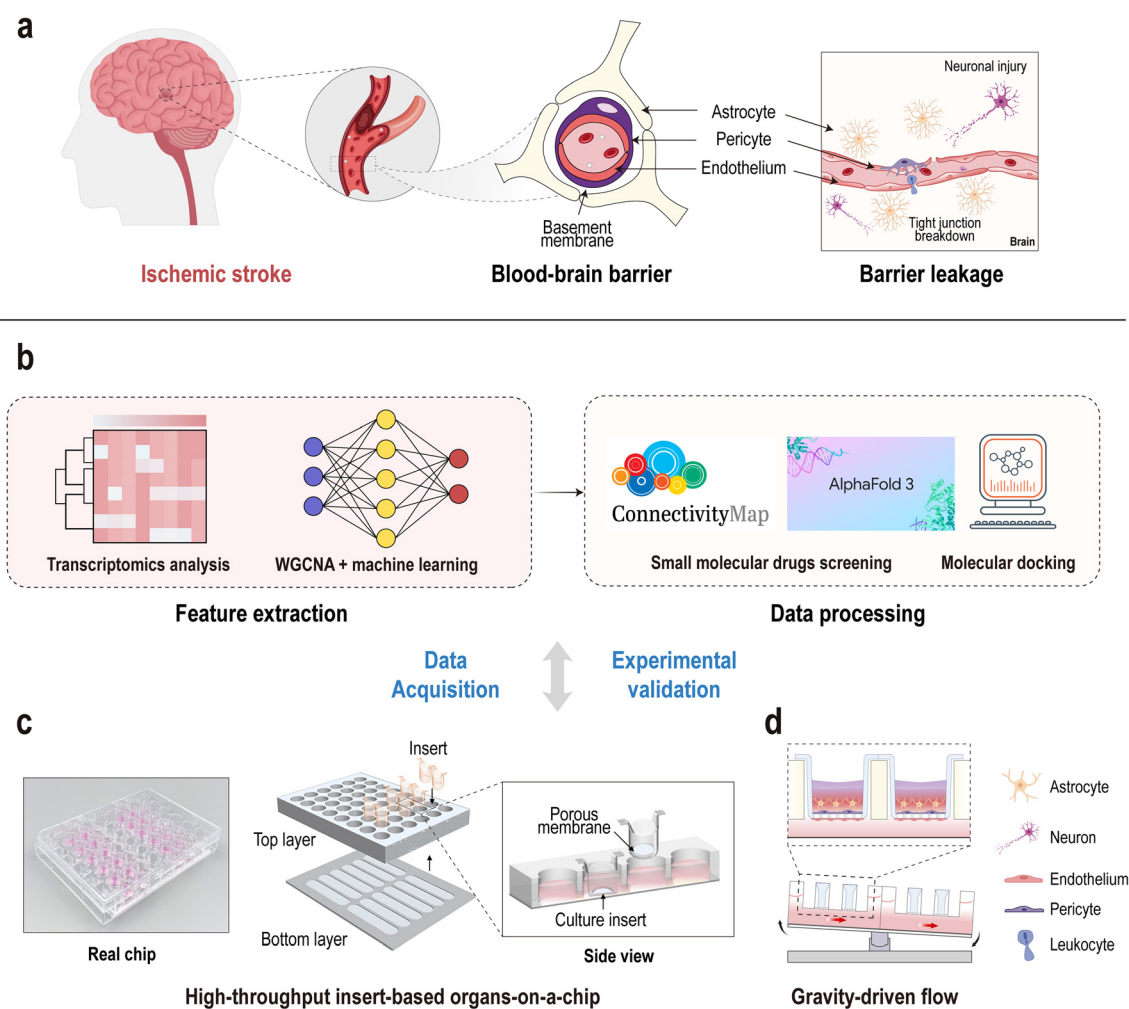 a
Neuronal injury
Astrocyte
Pericyte
Endothelium
Basement
membrane
Tight junction
breakdown
Brain
Ischemic stroke
Blood-brain barrier
Barrier leakage
b
ConnectivityMap
AlphaFold 3
Transcriptomics analysis
WGCNA + machine learning
Small molecular drugs screening
Molecular docking
Feature extraction
Data processing
Data
Acquisition
Experimental
validation
c
Insert
Top layer
Bottom layer
Porous
membrane
Culture insert
Real chip
Side view
High-throughput insert-based organs-on-a-chip
d
Astrocyte
Neuron
Endothelium
Pericyte
Leukocyte
Gravity-driven flow